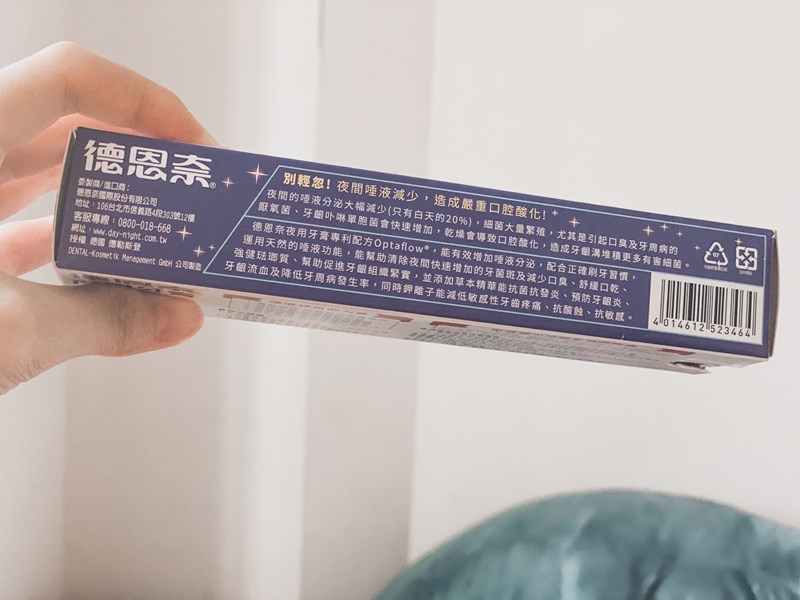 德恩奈®
委製商/進口商：
德恩奈國際股份有限公司
地址：106台北市信義路4段303號12樓
客服專線：0800-018-668
網址：www.day-night.com.tw
授權 德國 德勒斯登
DENTAL-Kosmetik Management GmbH 公司製造
別輕忽！夜間唾液減少，造成嚴重口腔酸化！
夜間的唾液分泌大幅減少(只有白天的20%)，細菌大量繁殖，尤其是引起口臭及牙周病的
厭氧菌、牙齦卟啉單胞菌會快速增加，乾燥會導致口腔酸化，造成牙齦溝堆積更多有害細菌。
德恩奈夜用牙膏專利配方Optaflow®，能有效增加唾液分泌，配合正確刷牙習慣，
運用天然的唾液功能，能幫助清除夜間快速增加的牙菌斑及減少口臭、舒緩口乾、
強健琺瑯質、幫助促進牙齦組織緊實，並添加草本精華能抗菌抗發炎、預防牙齦炎、
牙齦流血及降低牙周病發生率，同時鉀離子能減低敏感性牙齒疼痛、抗酸蝕、抗敏感。
4 014612 523464